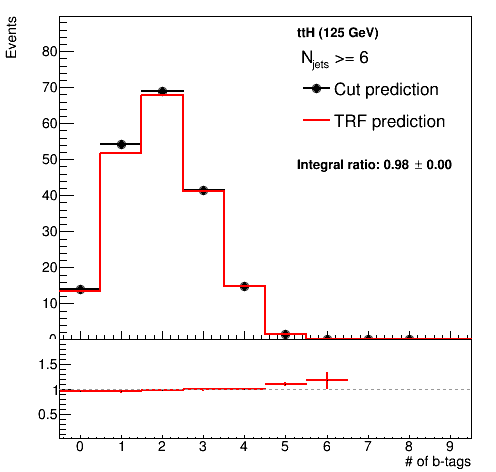 Events
ttH (125 GeV)
Njets >= 6
Cut prediction
TRF prediction
Integral ratio: 0.98 ± 0.00
80
70
60
50
40
30
20
10
0
1.5
1
0.5
0 1 2 3 4 5 6 7 8 9
# of b-tags